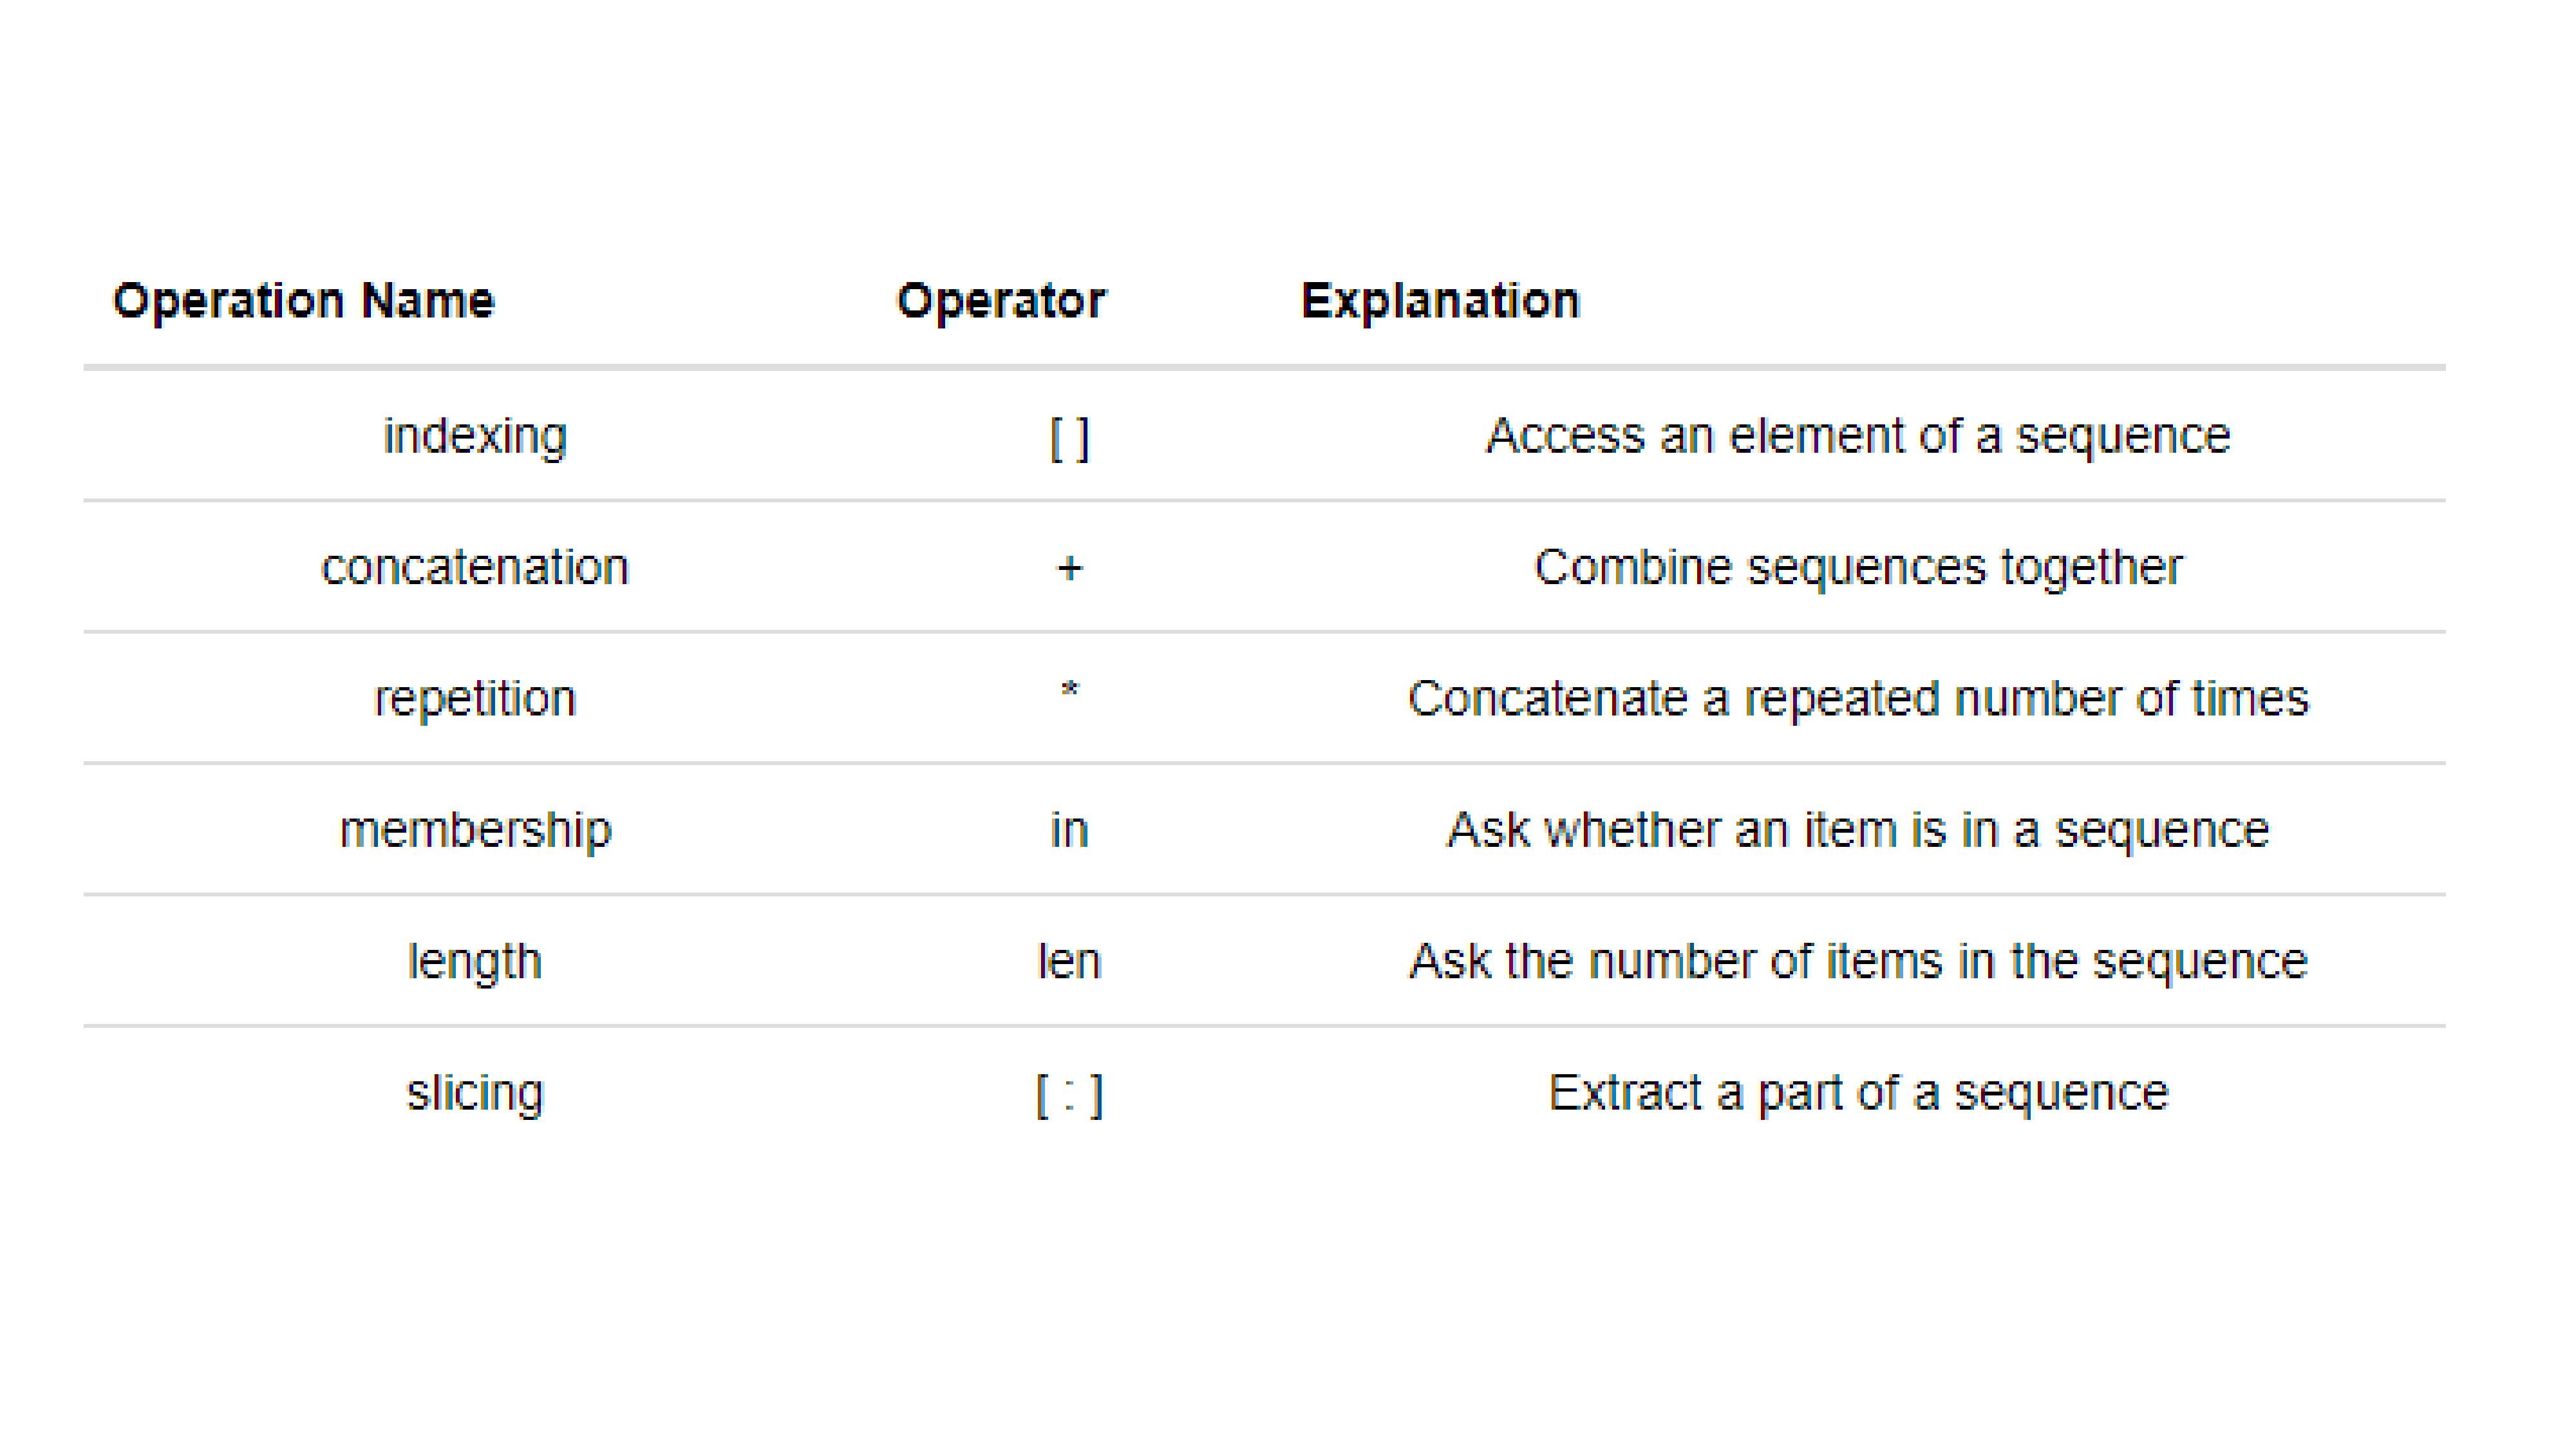 Operation Name Operator Explanation
indexing [ ] Access an element of a sequence
concatenation + Combine sequences together
repetition * Concatenate a repeated number of times
membership in Ask whether an item is in a sequence
length len Ask the number of items in the sequence
slicing [ : ] Extract a part of a sequence